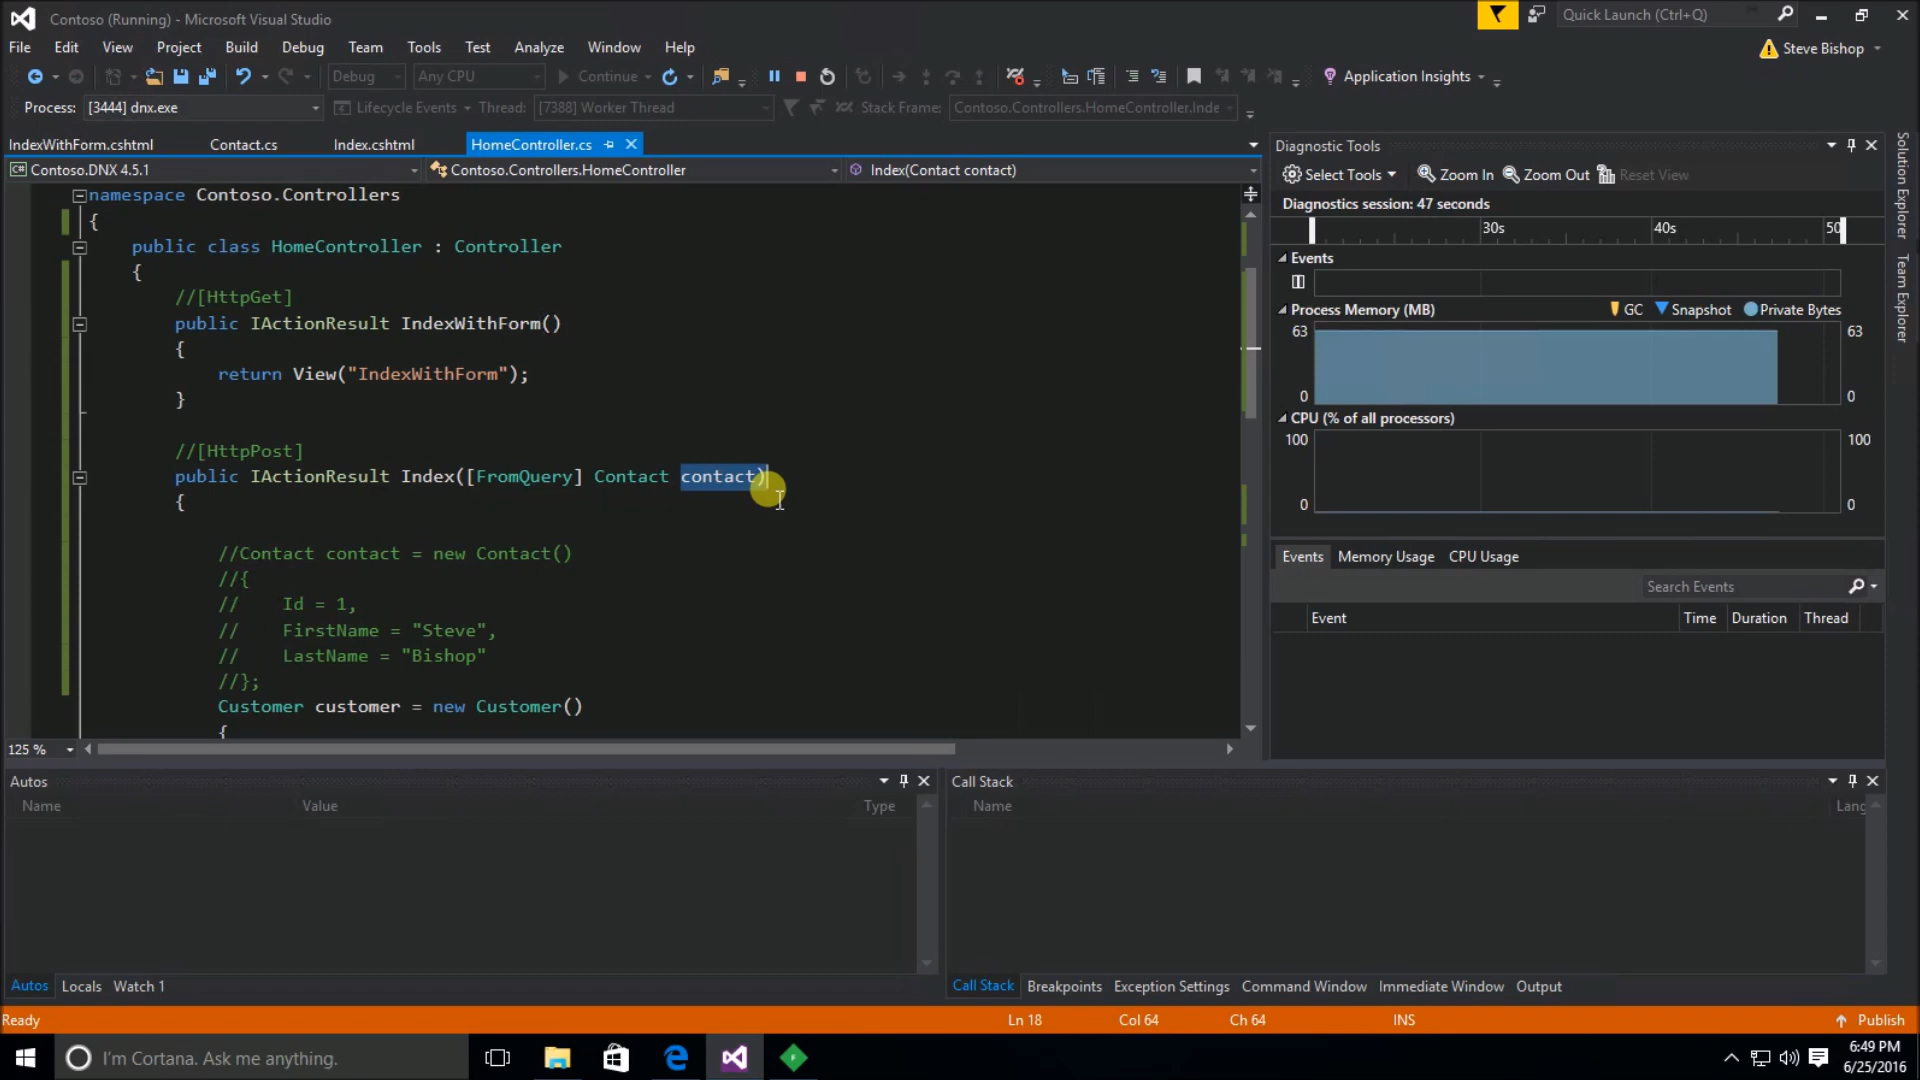 Contoso (Running) - Microsoft Visual Studio
Quick Launch (Ctrl+Q)
File Edit View Project Build Debug Team Tools Test Analyze Window Help
Steve Bishop
Debug Any CPU Continue Application Insights
Process: [3444] dnx.exe Lifecycle Events Thread: [7388] Worker Thread Stack Frame: Contoso.Controllers.HomeController.Inde
IndexWithForm.cshtml Contact.cs Index.cshtml HomeController.cs
Contoso.DNX 4.5.1 Contoso.Controllers.HomeController Index(Contact contact)
namespace Contoso.Controllers
{
public class HomeController : Controller
{
//[HttpGet]
public IActionResult IndexWithForm()
{
return View("IndexWithForm");
}
//[HttpPost]
public IActionResult Index([FromQuery] Contact contact)
{
//Contact contact = new Contact()
//{
// Id = 1,
// FirstName = "Steve",
// LastName = "Bishop"
//};
Customer customer = new Customer()
{
125 %
Diagnostic Tools
Select Tools Zoom In Zoom Out Reset View
Diagnostics session: 47 seconds
30s 40s 50
Events
Process Memory (MB) GC Snapshot Private Bytes
63 63
0 0
CPU (% of all processors)
100 100
0 0
Events Memory Usage CPU Usage
Search Events
Event Time Duration Thread
Solution Explorer
Team Explorer
Autos
Name Value Type
Autos Locals Watch 1
Call Stack
Name Lang
Call Stack Breakpoints Exception Settings Command Window Immediate Window Output
Ready Ln 18 Col 64 Ch 64 INS Publish
I'm Cortana. Ask me anything.
6:49 PM
6/25/2016